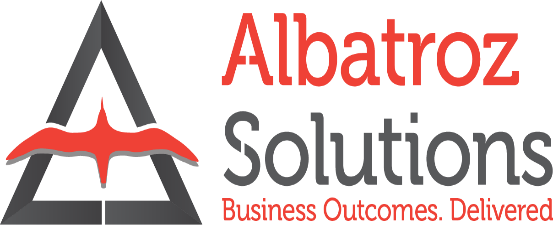 Albatroz
Solutions
Business Outcomes. Delivered